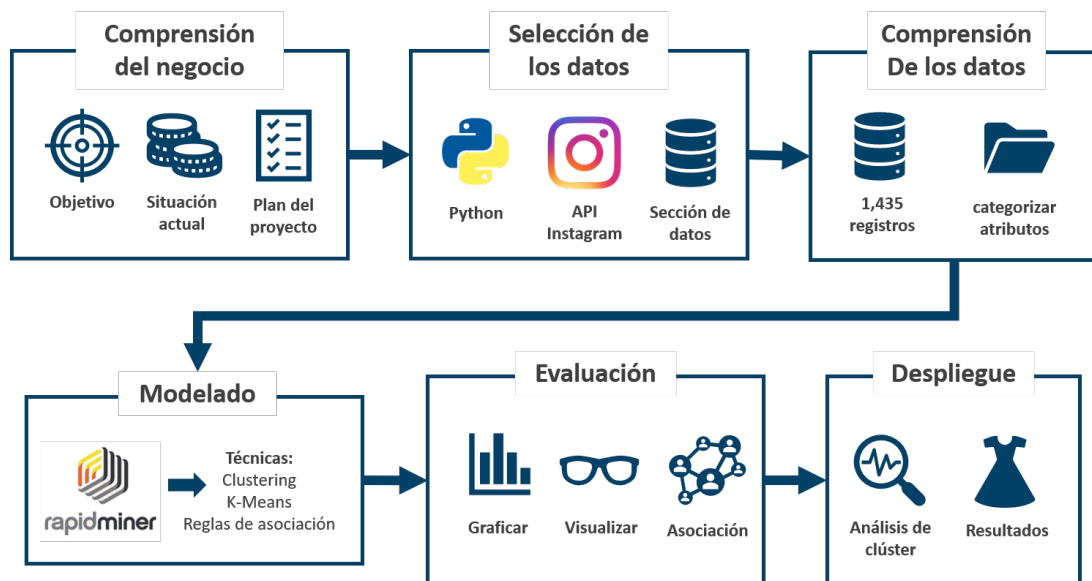 Comprensión
del negocio
Objetivo
Situación
actual
Plan del
proyecto
Selección de
los datos
Python
API
Instagram
Sección de
datos
Comprensión
De los datos
1,435
registros
categorizar
atributos
Modelado
rapidminer
Técnicas:
Clustering
K-Means
Reglas de asociación
Evaluación
Graficar
Visualizar
Asociación
Despliegue
Análisis de
clúster
Resultados